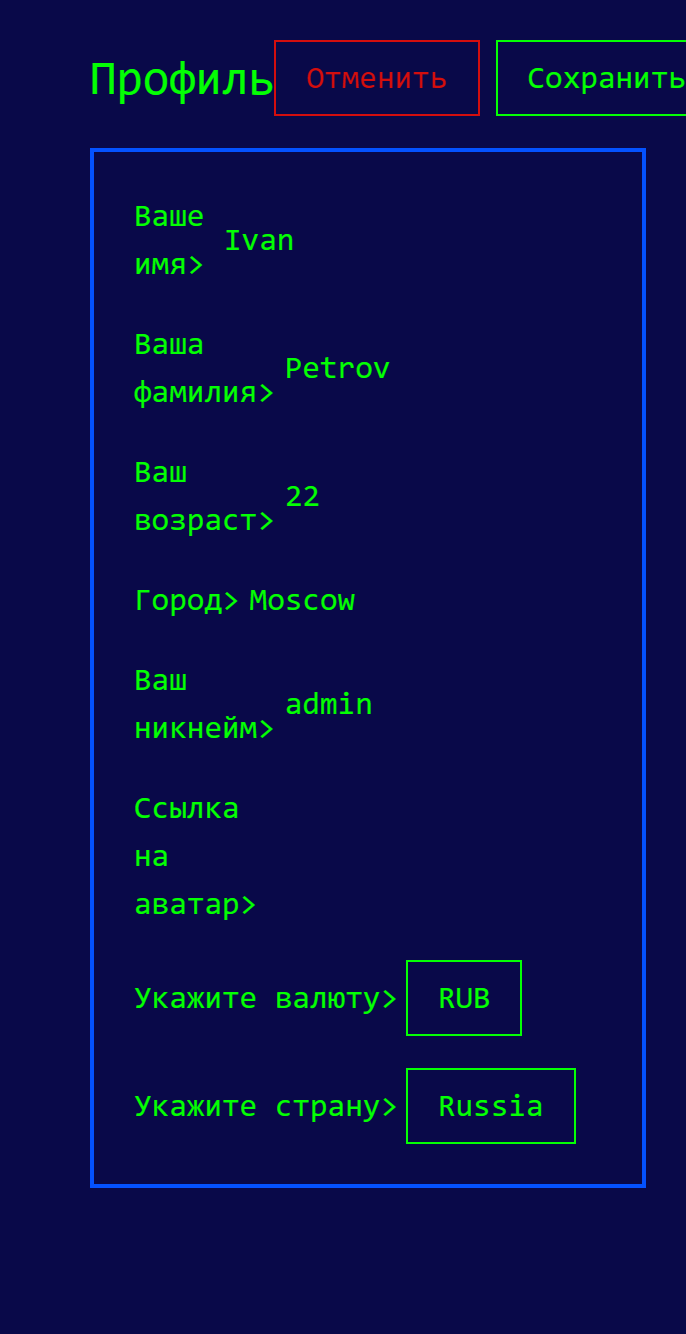 Профиль Отменить Сохранить
Ваше
имя> Ivan
Ваша
фамилия> Petrov
Ваш
возраст> 22
Город> Moscow
Ваш
никнейм> admin
Ссылка
на
аватар>
Укажите валюту> RUB
Укажите страну> Russia